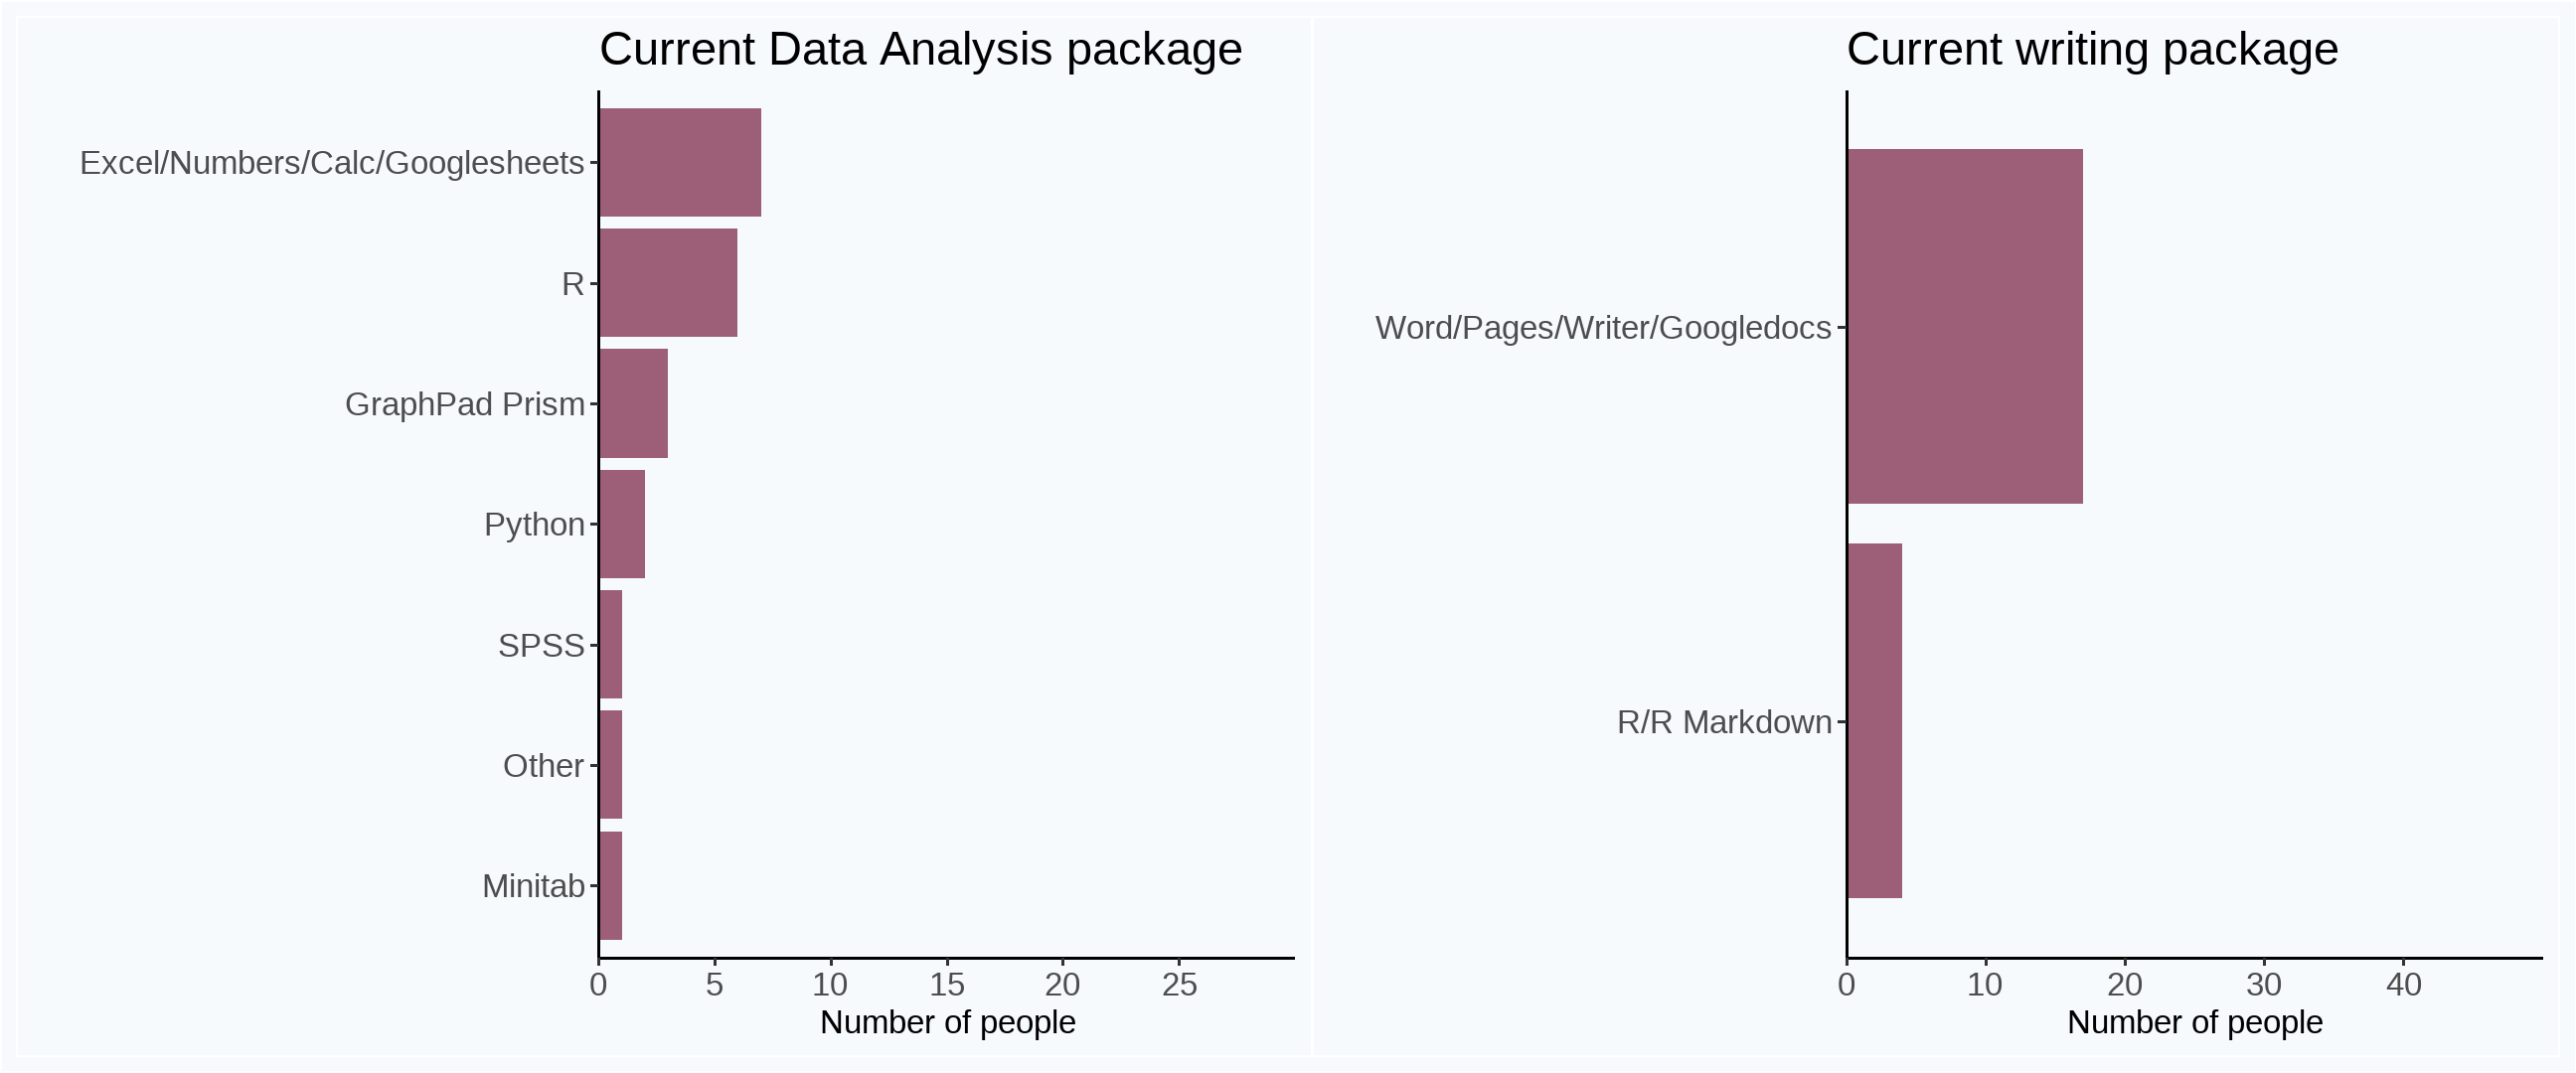 Current Data Analysis package
Excel/Numbers/Calc/Googlesheets
R
GraphPad Prism
Python
SPSS
Other
Minitab
0 5 10 15 20 25
Number of people
Current writing package
Word/Pages/Writer/Googledocs
R/R Markdown
0 10 20 30 40
Number of people